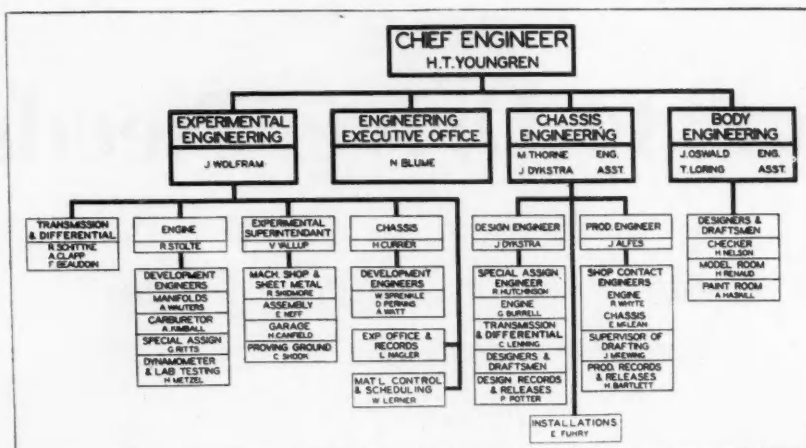 CHIEF ENGINEER
H.T. YOUNGREN
EXPERIMENTAL
ENGINEERING
J WOLFRAM
ENGINEERING
EXECUTIVE OFFICE
N BLUME
CHASSIS
ENGINEERING
M THORNE ENG.
J DYKSTRA ASST.
BODY
ENGINEERING
J. OSWALD ENG.
T. LORING ASST.
TRANSMISSION
& DIFFERENTIAL
R SCHITTKE
A CLAPP
F BEAUDOIN
ENGINE
R STOLTE
DEVELOPMENT
ENGINEERS
MANIFOLDS
A WAUTERS
CARBURETOR
A KIMBALL
SPECIAL ASSIGN
G RITTS
DYNAMOMETER
& LAB TESTING
H METZEL
EXPERIMENTAL
SUPERINTENDANT
V YALLUP
MACH. SHOP &
SHEET METAL
R SKIDMORE
ASSEMBLY
E NEFF
GARAGE
H CANFIELD
PROVING GROUND
C SHOOK
CHASSIS
H CURRIER
DEVELOPMENT
ENGINEERS
W SPRENKLE
D PERKINS
A WATT
EXP. OFFICE &
RECORDS
L NAGLER
MAT'L CONTROL
& SCHEDULING
W LERNER
DESIGN ENGINEER
J DYKSTRA
SPECIAL ASSIGN
ENGINEER
R HUTCHINSON
ENGINE
G BURRELL
TRANSMISSION
& DIFFERENTIAL
C LENNING
DESIGNERS &
DRAFTSMEN
DESIGN RECORDS
& RELEASES
P POTTER
PROD. ENGINEER
J ALFES
SHOP CONTACT
ENGINEERS
ENGINE
R WHYTE
CHASSIS
E McLEAN
SUPERVISOR OF
DRAFTING
J MEWING
PROD. RECORDS
& RELEASES
H BARTLETT
INSTALLATIONS
E FUHRY
DESIGNERS &
DRAFTSMEN
CHECKER
H NELSON
MODEL ROOM
H RENAUD
PAINT ROOM
A HASKELL